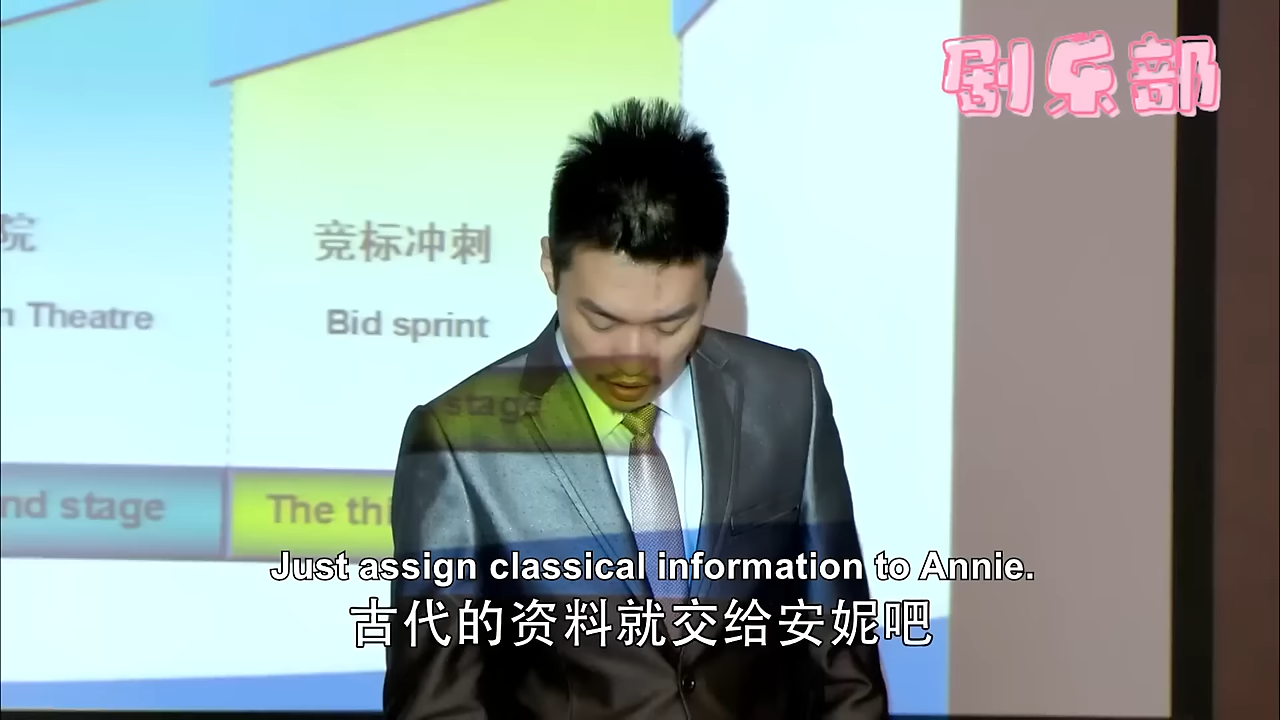 剧乐部
院
竞标冲刺
n Theatre
Bid sprint
stage
nd stage
The thi
Just assign classical information to Annie.
古代的资料就交给安妮吧